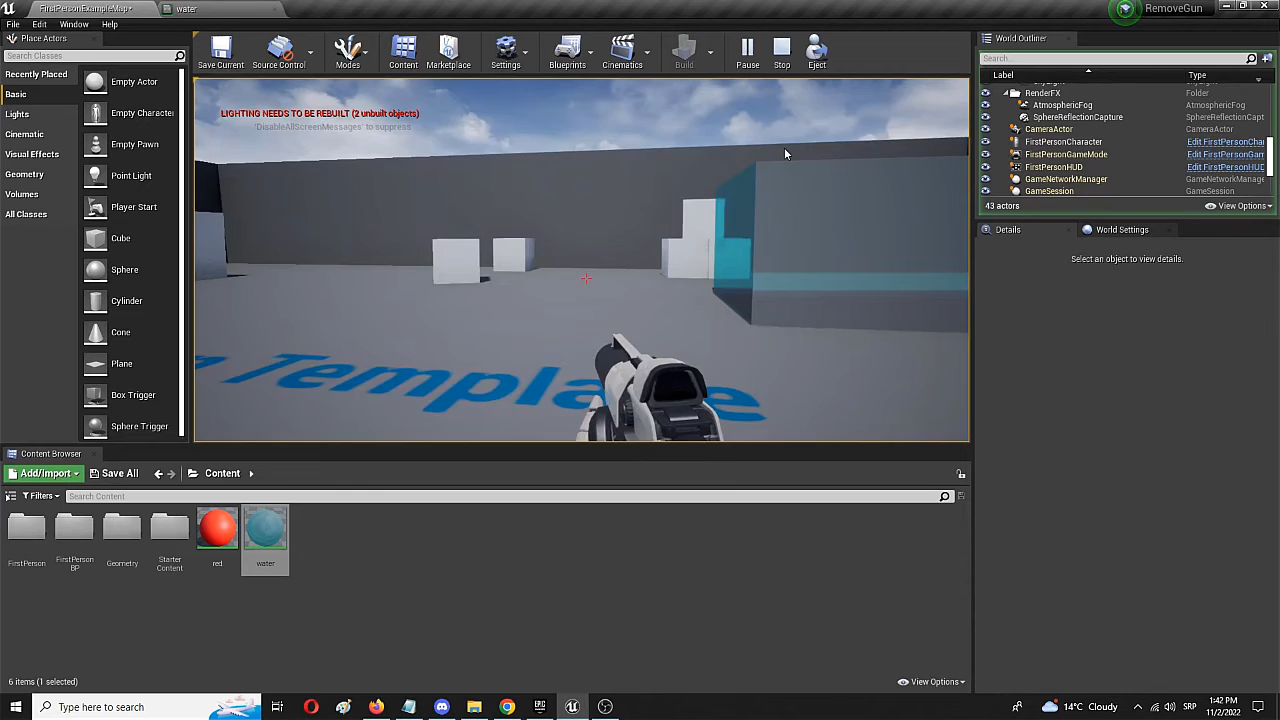 FirstPersonExampleMap*
water
RemoveGun
File
Edit
Window
Help
Place Actors
Search Classes
Recently Placed
Basic
Lights
Cinematic
Visual Effects
Geometry
Volumes
All Classes
Empty Actor
Empty Character
Empty Pawn
Point Light
Player Start
Cube
Sphere
Cylinder
Cone
Plane
Box Trigger
Sphere Trigger
Save Current
Source Control
Modes
Content
Marketplace
Settings
Blueprints
Cinematics
Build
Pause
Stop
Eject
LIGHTING NEEDS TO BE REBUILT (2 unbuilt objects)
'DisableAllScreenMessages' to suppress
Template
World Outliner
Search...
Label
Type
RenderFX
Folder
AtmosphericFog
AtmosphericFog
SphereReflectionCapture
SphereReflectionCapt
CameraActor
CameraActor
FirstPersonCharacter
Edit FirstPersonCha
FirstPersonGameMode
Edit FirstPersonGam
FirstPersonHUD
Edit FirstPersonHUD
GameNetworkManager
GameNetworkManage
GameSession
GameSession
43 actors
View Options
Details
World Settings
Select an object to view details.
Content Browser
Add/Import
Save All
Content
Filters
Search Content
FirstPerson
FirstPerson
BP
Geometry
Starter
Content
red
water
6 items (1 selected)
View Options
Type here to search
14°C Cloudy
SRP
1:42 PM
11/2/2022